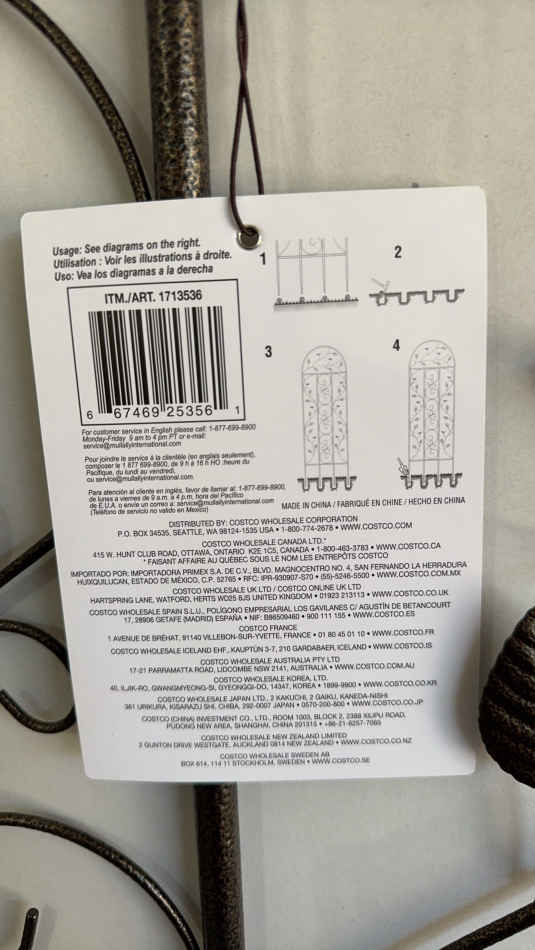 Usage: See diagrams on the right.
Utilisation : Voir les illustrations à droite.
Uso: Vea los diagramas a la derecha
ITM./ART. 1713536
6 67469 25356 1
For customer service in English please call: 1-877-699-8900
Monday-Friday 9 am to 4 pm PT or e-mail:
service@mullallyinternational.com
Pour joindre le service à la clientèle (en anglais seulement),
composer le 1 877 699-8900, de 9 h à 16 h HO :heure du
Pacifique, du lundi au vendredi,
ou service@mullallyinternational.com
Para atención al cliente en inglés, favor de llamar al: 1-877-699-8900,
de lunes a viernes de 9 a.m. a 4 p.m, hora del Pacífico
de E.U.A. o envíe un correo a: service@mullallyinternational.com
(Teléfono de servicio no valido en Mexico)
1
2
3
4
MADE IN CHINA / FABRIQUÉ EN CHINE / HECHO EN CHINA
DISTRIBUTED BY: COSTCO WHOLESALE CORPORATION
P.O. BOX 34535, SEATTLE, WA 98124-1535 USA • 1-800-774-2678 • WWW.COSTCO.COM
COSTCO WHOLESALE CANADA LTD.*
415 W. HUNT CLUB ROAD, OTTAWA, ONTARIO K2E 1C5, CANADA • 1-800-463-3783 • WWW.COSTCO.CA
* FAISANT AFFAIRE AU QUÉBEC SOUS LE NOM LES ENTREPÔTS COSTCO
IMPORTADO POR: IMPORTADORA PRIMEX S.A. DE C.V., BLVD. MAGNOCENTRO NO. 4, SAN FERNANDO LA HERRADURA
HUIXQUILUCAN, ESTADO DE MÉXICO, C.P. 52765 • RFC: IPR-930907-S70 • (55)-5246-5500 • WWW.COSTCO.COM.MX
COSTCO WHOLESALE UK LTD / COSTCO ONLINE UK LTD
HARTSPRING LANE, WATFORD, HERTS WD25 8JS UNITED KINGDOM • 01923 213113 • WWW.COSTCO.CO.UK
COSTCO WHOLESALE SPAIN S.L.U., POLÍGONO EMPRESARIAL LOS GAVILANES C/ AGUSTÍN DE BETANCOURT
17, 28906 GETAFE (MADRID) ESPAÑA • NIF: B86509460 • 900 111 155 • WWW.COSTCO.ES
COSTCO FRANCE
1 AVENUE DE BRÉHAT, 91140 VILLEBON-SUR-YVETTE, FRANCE • 01 80 45 01 10 • WWW.COSTCO.FR
COSTCO WHOLESALE ICELAND EHF., KAUPTÚN 3-7, 210 GARDABAER, ICELAND • WWW.COSTCO.IS
COSTCO WHOLESALE AUSTRALIA PTY LTD
17-21 PARRAMATTA ROAD, LIDCOMBE NSW 2141, AUSTRALIA • WWW.COSTCO.COM.AU
COSTCO WHOLESALE KOREA, LTD.
40, ILJIK-RO, GWANGMYEONG-SI, GYEONGGI-DO, 14347, KOREA • 1899-9900 • WWW.COSTCO.CO.KR
COSTCO WHOLESALE JAPAN LTD., 2 KAKUCHI, 2 GAIKU, KANEDA-NISHI
361 URIKURA, KISARAZU SHI, CHIBA, 292-0007 JAPAN • 0570-200-800 • WWW.COSTCO.CO.JP
COSTCO (CHINA) INVESTMENT CO., LTD., ROOM 1003, BLOCK 2, 2388 XIUPU ROAD,
PUDONG NEW AREA, SHANGHAI, CHINA 201315 • +86-21-6257-7065
COSTCO WHOLESALE NEW ZEALAND LIMITED
2 GUNTON DRIVE WESTGATE, AUCKLAND 0814 NEW ZEALAND • WWW.COSTCO.CO.NZ
COSTCO WHOLESALE SWEDEN AB
BOX 614, 114 11 STOCKHOLM, SWEDEN • WWW.COSTCO.SE